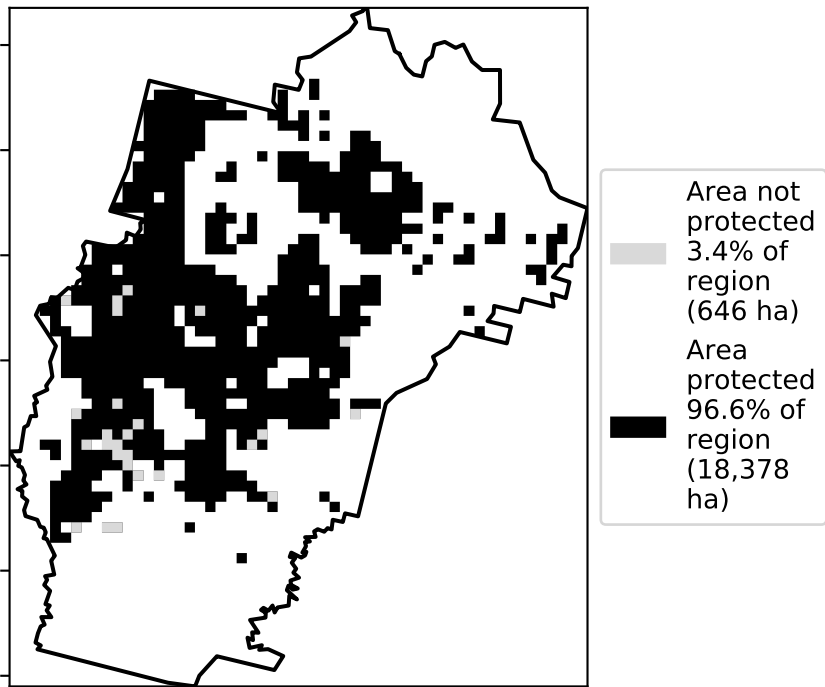 Area not
protected
3.4% of
region
(646 ha)
Area
protected
96.6% of
region
(18,378
ha)